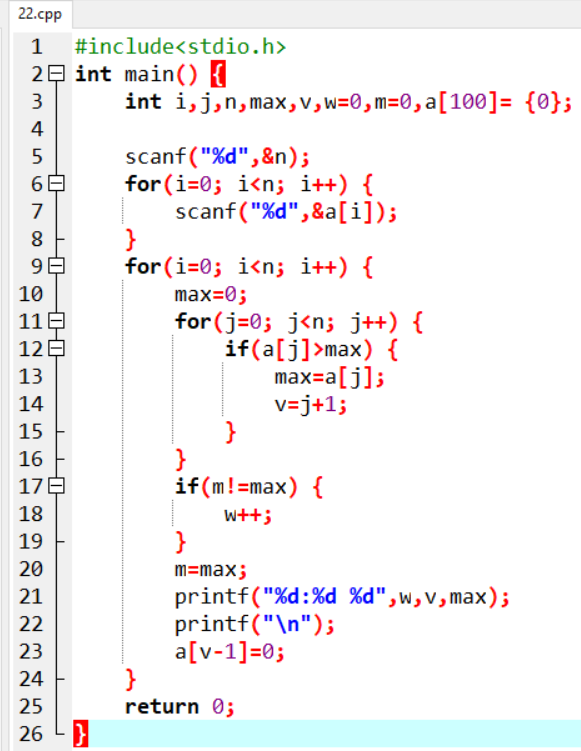 22.cpp
1 #include<stdio.h>
2 int main() {
3 int i,j,n,max,v,w=0,m=0,a[100]= {0};
4
5 scanf("%d",&n);
6 for(i=0; i<n; i++) {
7 scanf("%d",&a[i]);
8 }
9 for(i=0; i<n; i++) {
10 max=0;
11 for(j=0; j<n; j++) {
12 if(a[j]>max) {
13 max=a[j];
14 v=j+1;
15 }
16 }
17 if(m!=max) {
18 w++;
19 }
20 m=max;
21 printf("%d:%d %d",w,v,max);
22 printf("\n");
23 a[v-1]=0;
24 }
25 return 0;
26 }